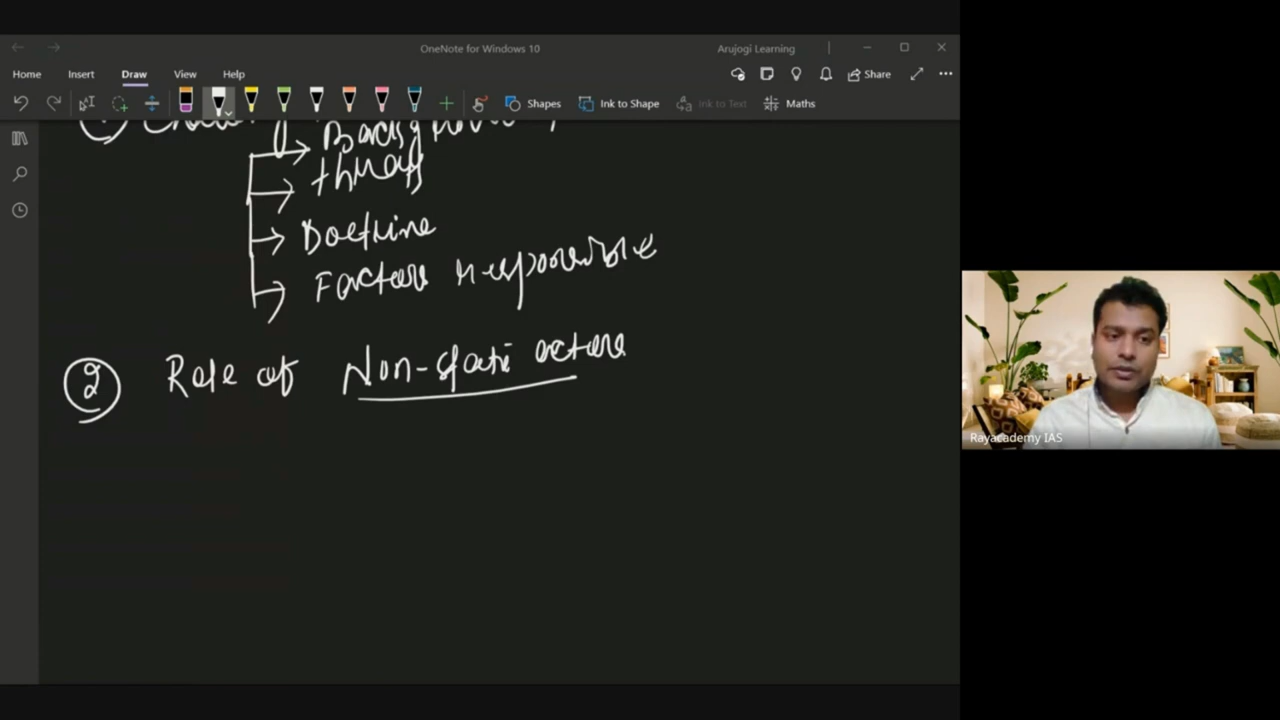 OneNote for Windows 10
Arujogi Learning
Home Insert Draw View Help
Share
Shapes Ink to Shape Ink to Text Maths
①
threats
Doctrine
Factors responsible
② Role of Non-state actors
Rayacademy IAS